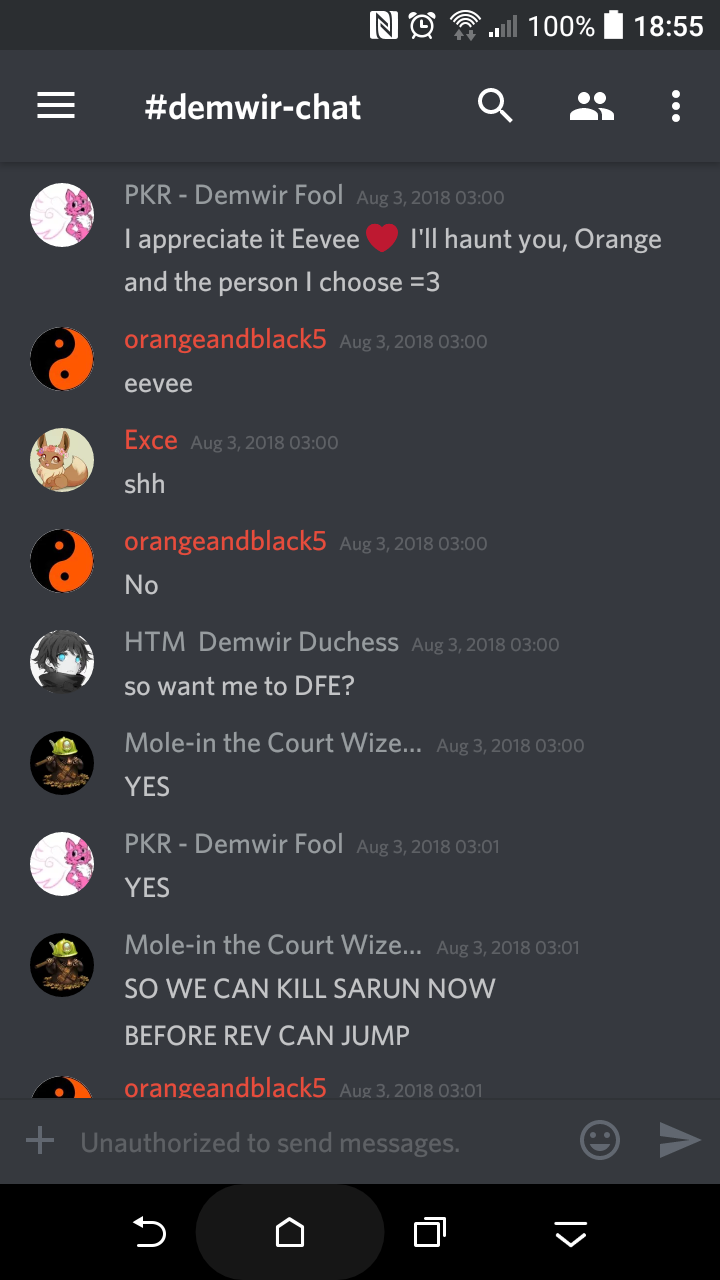 100% 18:55
#demwir-chat
PKR - Demwir Fool Aug 3, 2018 03:00
I appreciate it Eevee ❤ I'll haunt you, Orange
and the person I choose =3
orangeandblack5 Aug 3, 2018 03:00
eevee
Exce Aug 3, 2018 03:00
shh
orangeandblack5 Aug 3, 2018 03:00
No
HTM Demwir Duchess Aug 3, 2018 03:00
so want me to DFE?
Mole-in the Court Wize... Aug 3, 2018 03:00
YES
PKR - Demwir Fool Aug 3, 2018 03:01
YES
Mole-in the Court Wize... Aug 3, 2018 03:01
SO WE CAN KILL SARUN NOW
BEFORE REV CAN JUMP
orangeandblack5 Aug 3, 2018 03:01
Unauthorized to send messages.